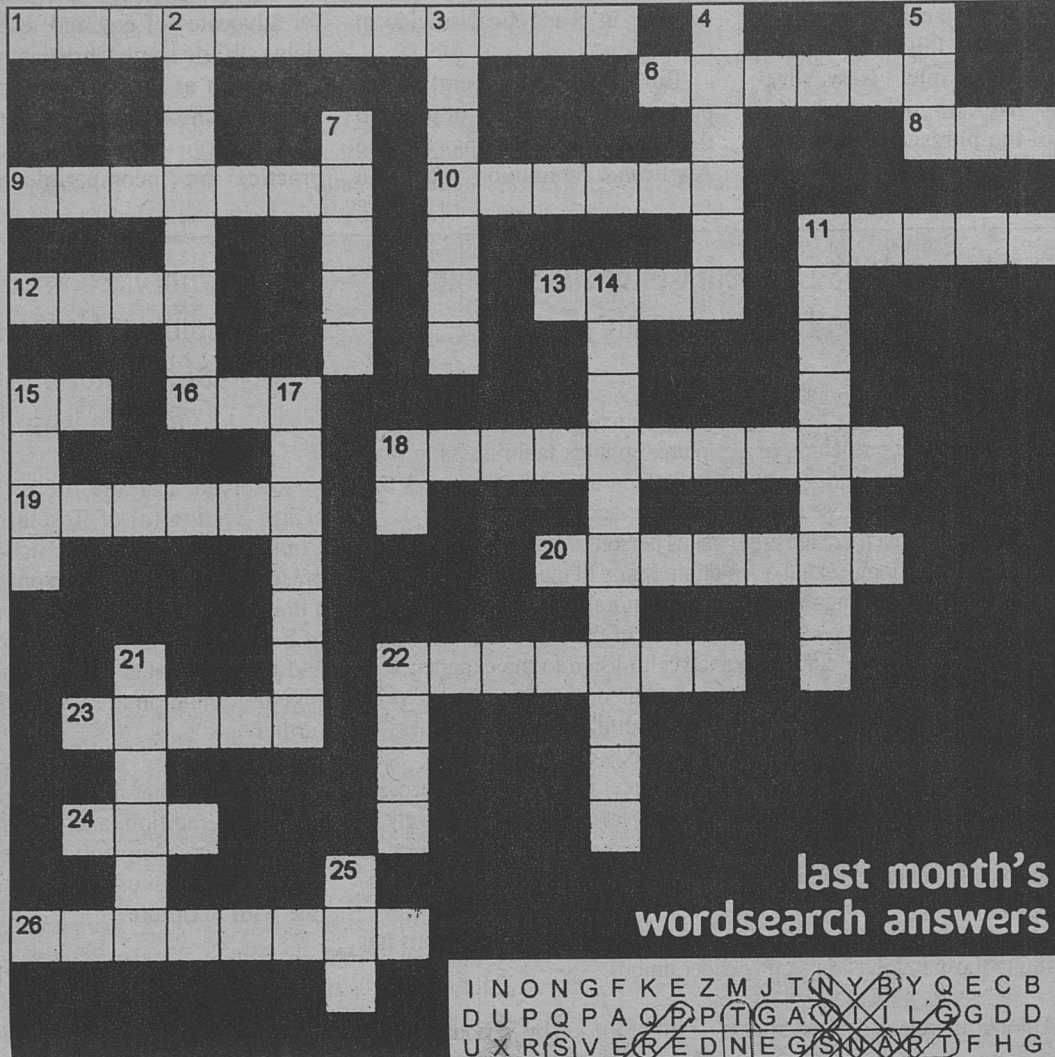 1 2 3 4 5
6
7 8
9 10
11
12 13 14
15 16 17
18
19
20
21 22
23
24
25
26
last month's
wordsearch answers
I N O N G F K E Z M J T N Y B Y Q E C B
D U P Q P A Q P P T G A Y I I L G G D D
U X R S V E R E D N E G S N A R T F H G